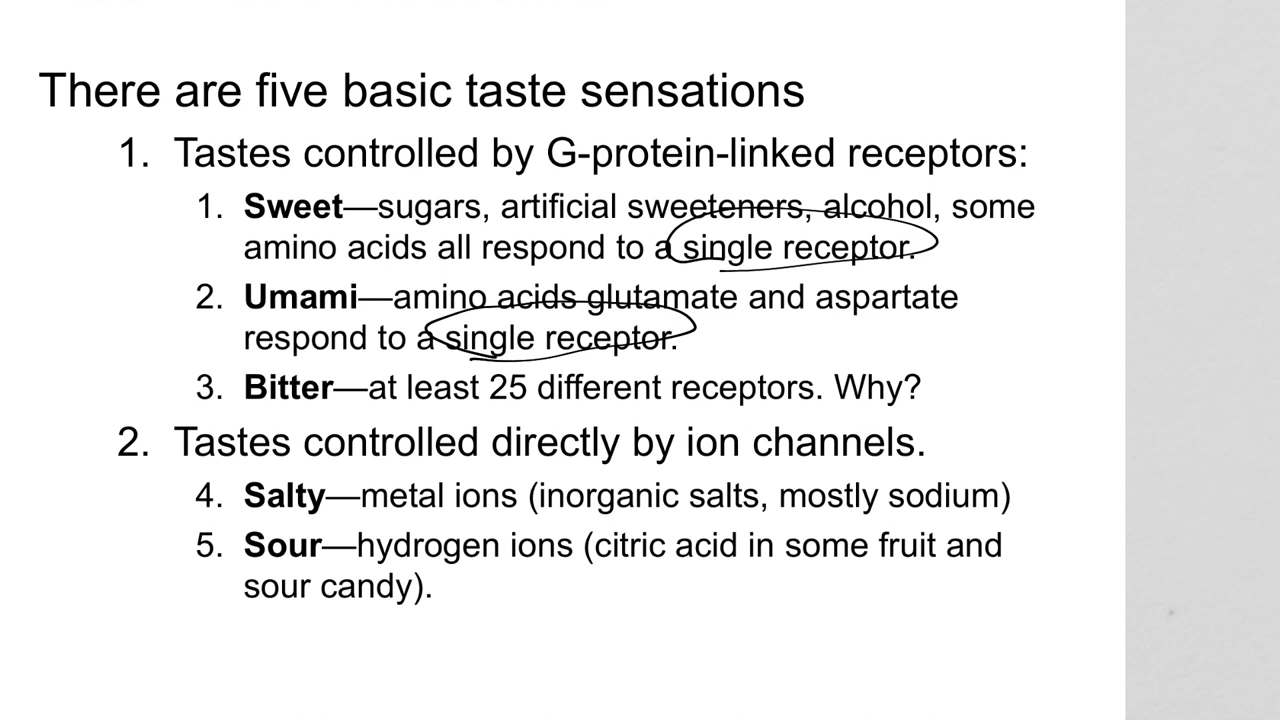 There are five basic taste sensations
1. Tastes controlled by G-protein-linked receptors:
1. Sweet—sugars, artificial sweeteners, alcohol, some
amino acids all respond to a single receptor.
2. Umami—amino acids glutamate and aspartate
respond to a single receptor.
3. Bitter—at least 25 different receptors. Why?
2. Tastes controlled directly by ion channels.
4. Salty—metal ions (inorganic salts, mostly sodium)
5. Sour—hydrogen ions (citric acid in some fruit and
sour candy).